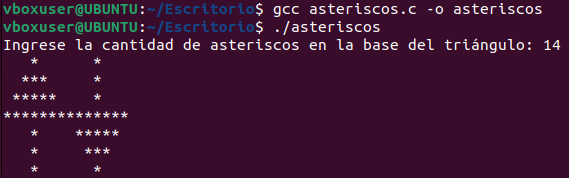 vboxuser@UBUNTU:~/Escritorio$ gcc asteriscos.c -o asteriscos
vboxuser@UBUNTU:~/Escritorio$ ./asteriscos
Ingrese la cantidad de asteriscos en la base del triángulo: 14
   *      *
  ***     *
 *****    *
**************
   *    *****
   *     ***
   *      *